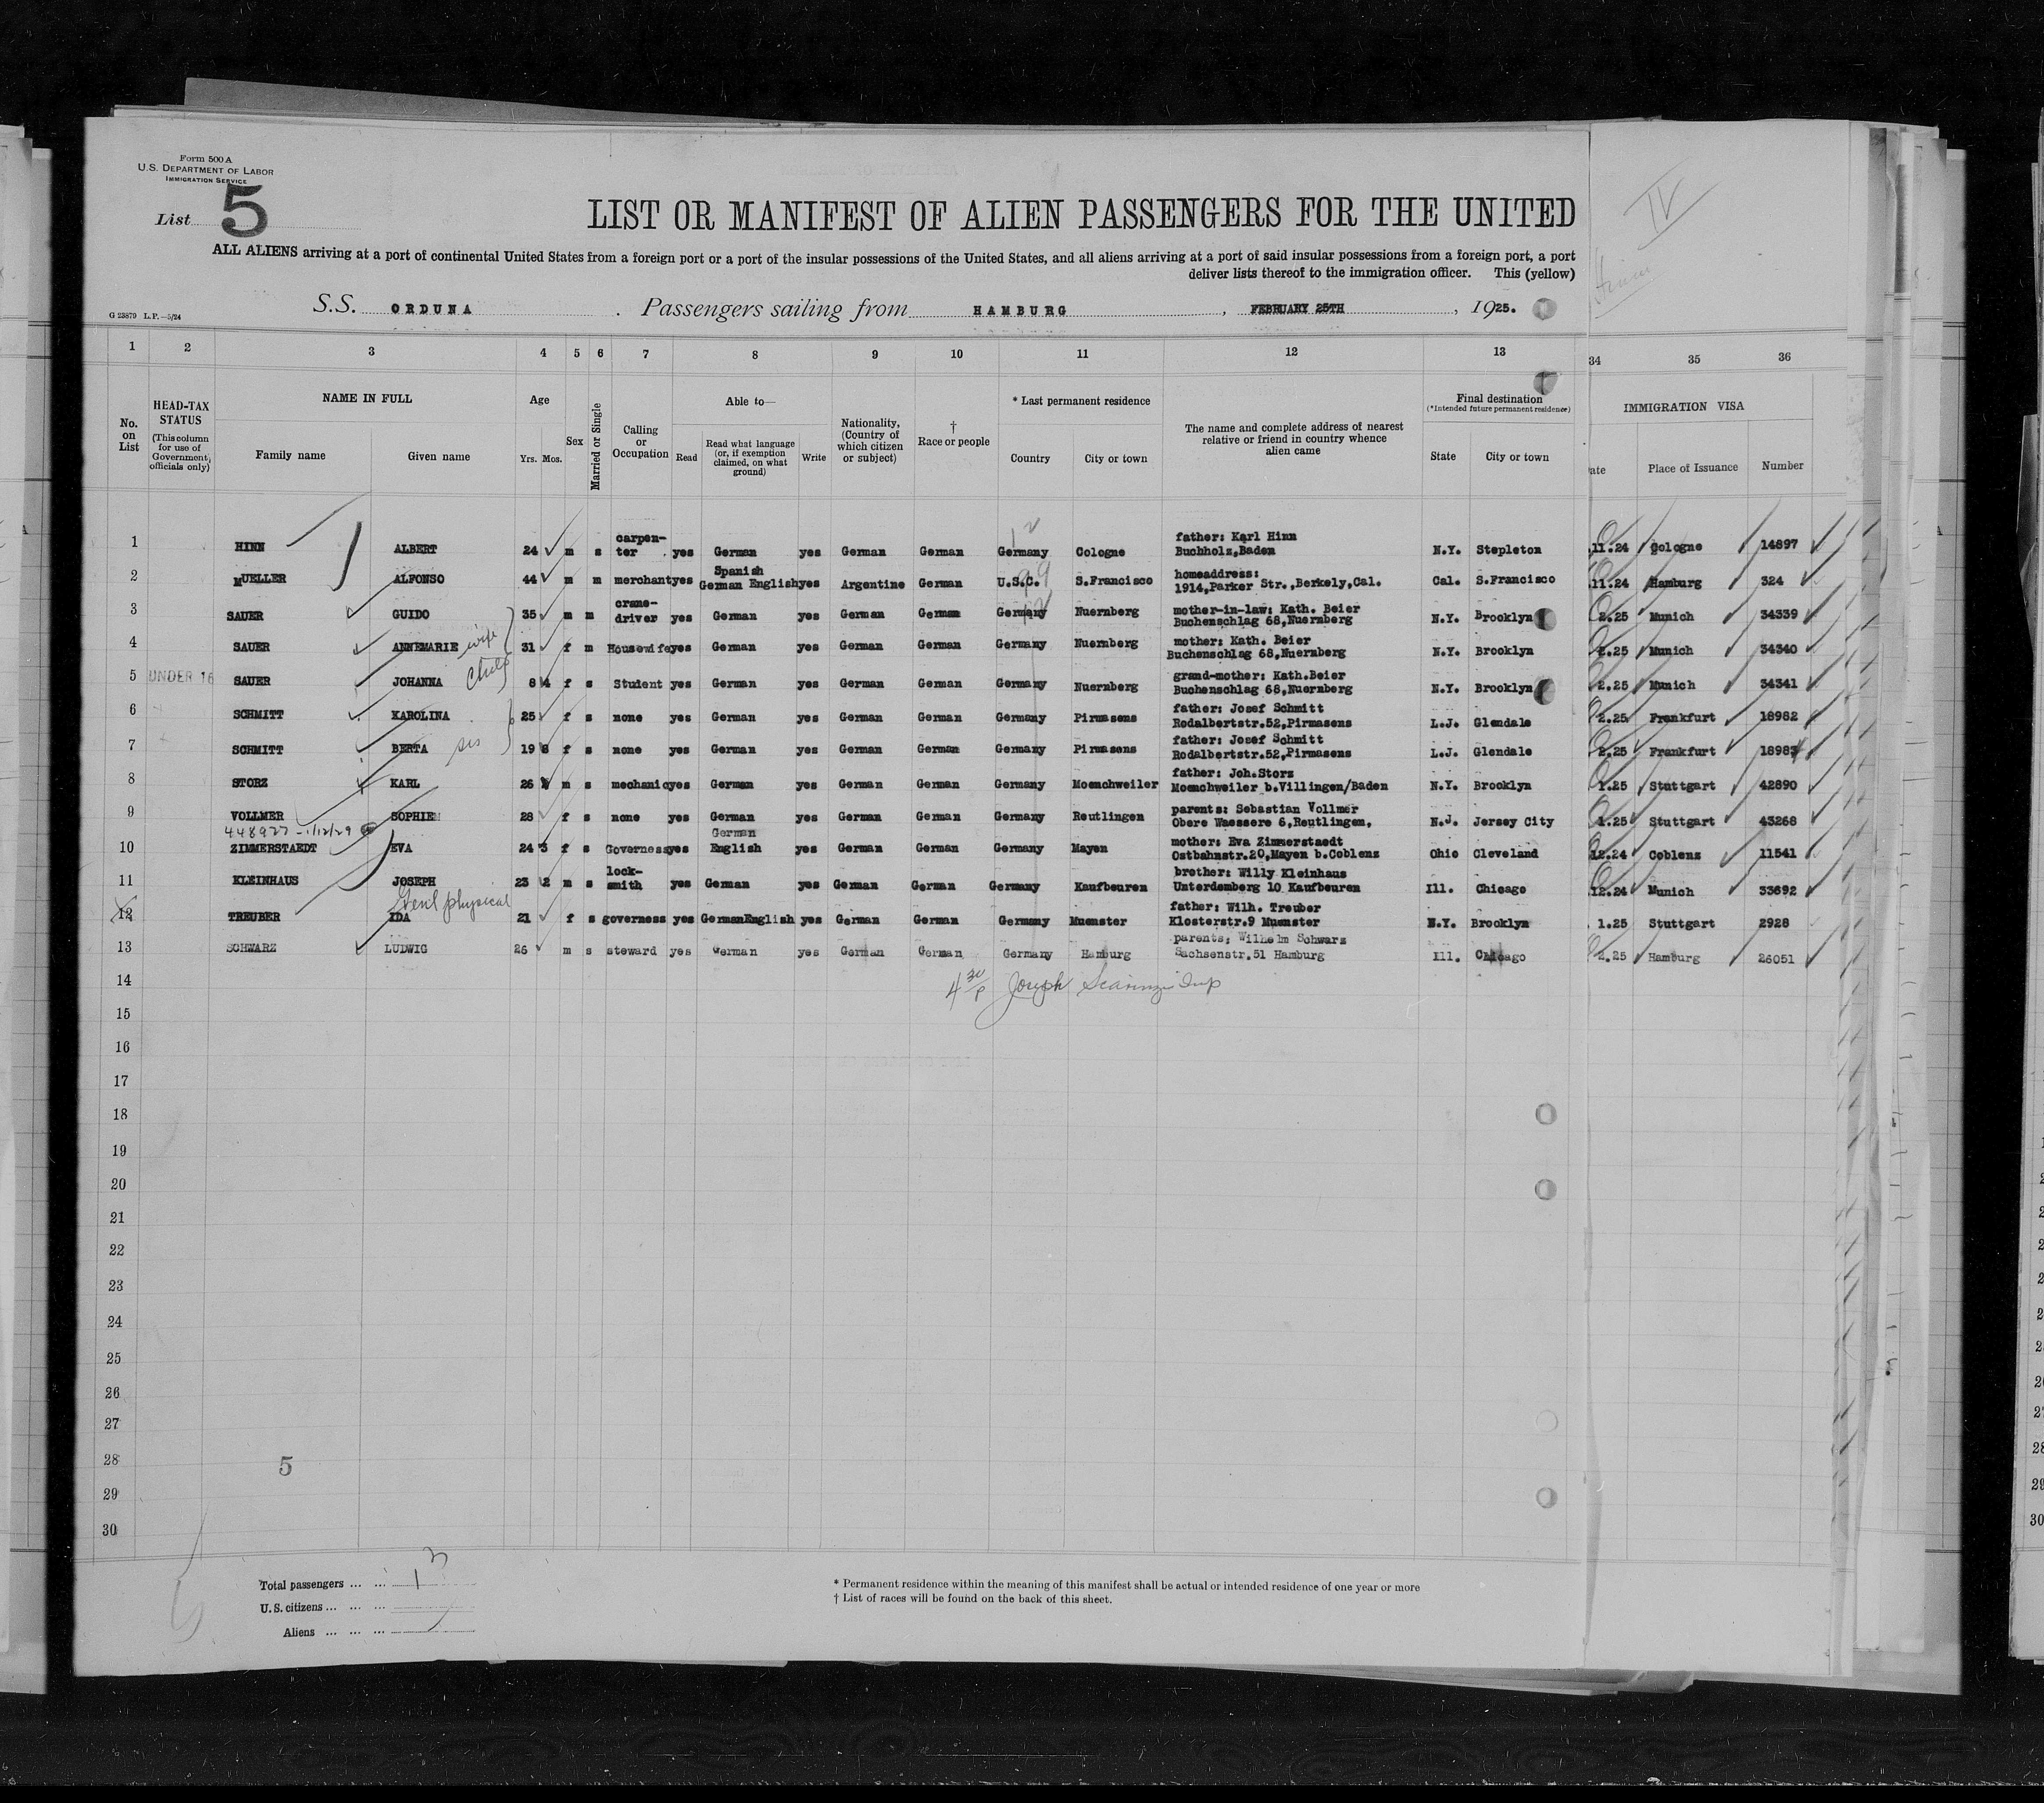 Form 500 A
U.S. DEPARTMENT OF LABOR
IMMIGRATION SERVICE
List 5
LIST OR MANIFEST OF ALIEN PASSENGERS FOR THE UNITED
ALL ALIENS arriving at a port of continental United States from a foreign port or a port of the insular possessions of the United States, and all aliens arriving at a port of said insular possessions from a foreign port, a port
deliver lists thereof to the immigration officer. This (yellow)
G 23879 L.P.—5/24 S.S. ORDUNA . Passengers sailing from HAMBURG , FEBRUARY 25TH , 1925.
IV
1 2 3 4 5 6 7 8 9 10 11 12 13 34 35 36
No. on List
HEAD-TAX STATUS
(This column for use of Government officials only)
NAME IN FULL
Family name Given name
Age
Yrs. Mos.
Sex
Married or Single
Calling or Occupation
Able to—
Read
Read what language (or, if exemption claimed, on what ground)
Write
Nationality, (Country of which citizen or subject)
† Race or people
* Last permanent residence
Country City or town
The name and complete address of nearest relative or friend in country whence alien came
Final destination
(*Intended future permanent residence)
State City or town
IMMIGRATION VISA
ate Place of Issuance Number
1 HINN ALBERT 24 m s carpen-ter yes German yes German German Germany Cologne father: Karl Hinn Buchholz,Baden N.Y. Stepleton 11.24 Cologne 14897
2 MUELLER ALFONSO 44 m m merchant yes Spanish German English yes Argentine German U.S.C. S.Francisco homeaddress: 1914,Parker Str.,Berkely,Cal. Cal. S.Francisco 11.24 Hamburg 324
3 SAUER GUIDO 35 m m crane-driver yes German yes German German Germany Nuernberg mother-in-law: Kath. Beier Buchenschlag 68,Nuernberg N.Y. Brooklyn 2.25 Munich 34339
4 SAUER ANNEMARIE wife 31 f m Housewife yes German yes German German Germany Nuernberg mother: Kath. Beier Buchenschlag 68,Nuernberg N.Y. Brooklyn 2.25 Munich 34340
5 UNDER 16 SAUER JOHANNA child 8 4 f s Student yes German yes German German Germany Nuernberg grand-mother: Kath.Beier Buchenschlag 68,Nuernberg N.Y. Brooklyn 2.25 Munich 34341
6 SCHMITT KAROLINA 25 f s none yes German yes German German Germany Pirmasens father: Josef Schmitt Rodalbertstr.52,Pirmasens L.J. Glendale 2.25 Frankfurt 18982
7 SCHMITT BERTA sis 19 8 f s none yes German yes German German Germany Pirmasens father: Josef Schmitt Rodalbertstr.52,Pirmasens L.J. Glendale 2.25 Frankfurt
8 STORZ KARL 26 m s mechanic yes German yes German German Germany Moenchweiler father: Joh.Storz Moenchweiler b.Villingen/Baden N.Y. Brooklyn 1.25 Stuttgart 42890
9 VOLLMER SOPHIE 28 f s none yes German yes German German Germany Reutlingen parents: Sebastian Vollmer Obere Waessere 6,Reutlingen, N.J. Jersey City 1.25 Stuttgart 43268
448927 - 1/12/29
10 ZIMMERSTAEDT EVA 24 3 f s Governess yes German English yes German German Germany Mayen mother: Eva Zimmerstaedt Ostbahnstr.20,Mayen b.Coblenz Ohio Cleveland 12.24 Coblenz 11541
11 KLEINHAUS JOSEPH 23 2 m s lock-smith yes German yes German German Germany Kaufbeuren brother: Willy Kleinhaus Unterdemberg 10 Kaufbeuren Ill. Chicago 12.24 Munich 33692
physical
12 TREUBER IDA 21 f s governess yes German English yes German German Germany Muenster father: Wilh. Treuber Klosterstr.9 Muenster N.Y. Brooklyn 1.25 Stuttgart 2928
13 SCHWARZ LUDWIG 26 m s steward yes German yes German German Germany Hamburg parents: Wilhelm Schwarz Sachsenstr.51 Hamburg Ill. Chicago 2.25 Hamburg 26051
14 Joseph Insp
15
16
17
18
19
20
21
22
23
24
25
26
27
28 5
29
30
Total passengers ... ... 13
U.S. citizens ... ... ...
Aliens ... ... ...
* Permanent residence within the meaning of this manifest shall be actual or intended residence of one year or more
† List of races will be found on the back of this sheet.